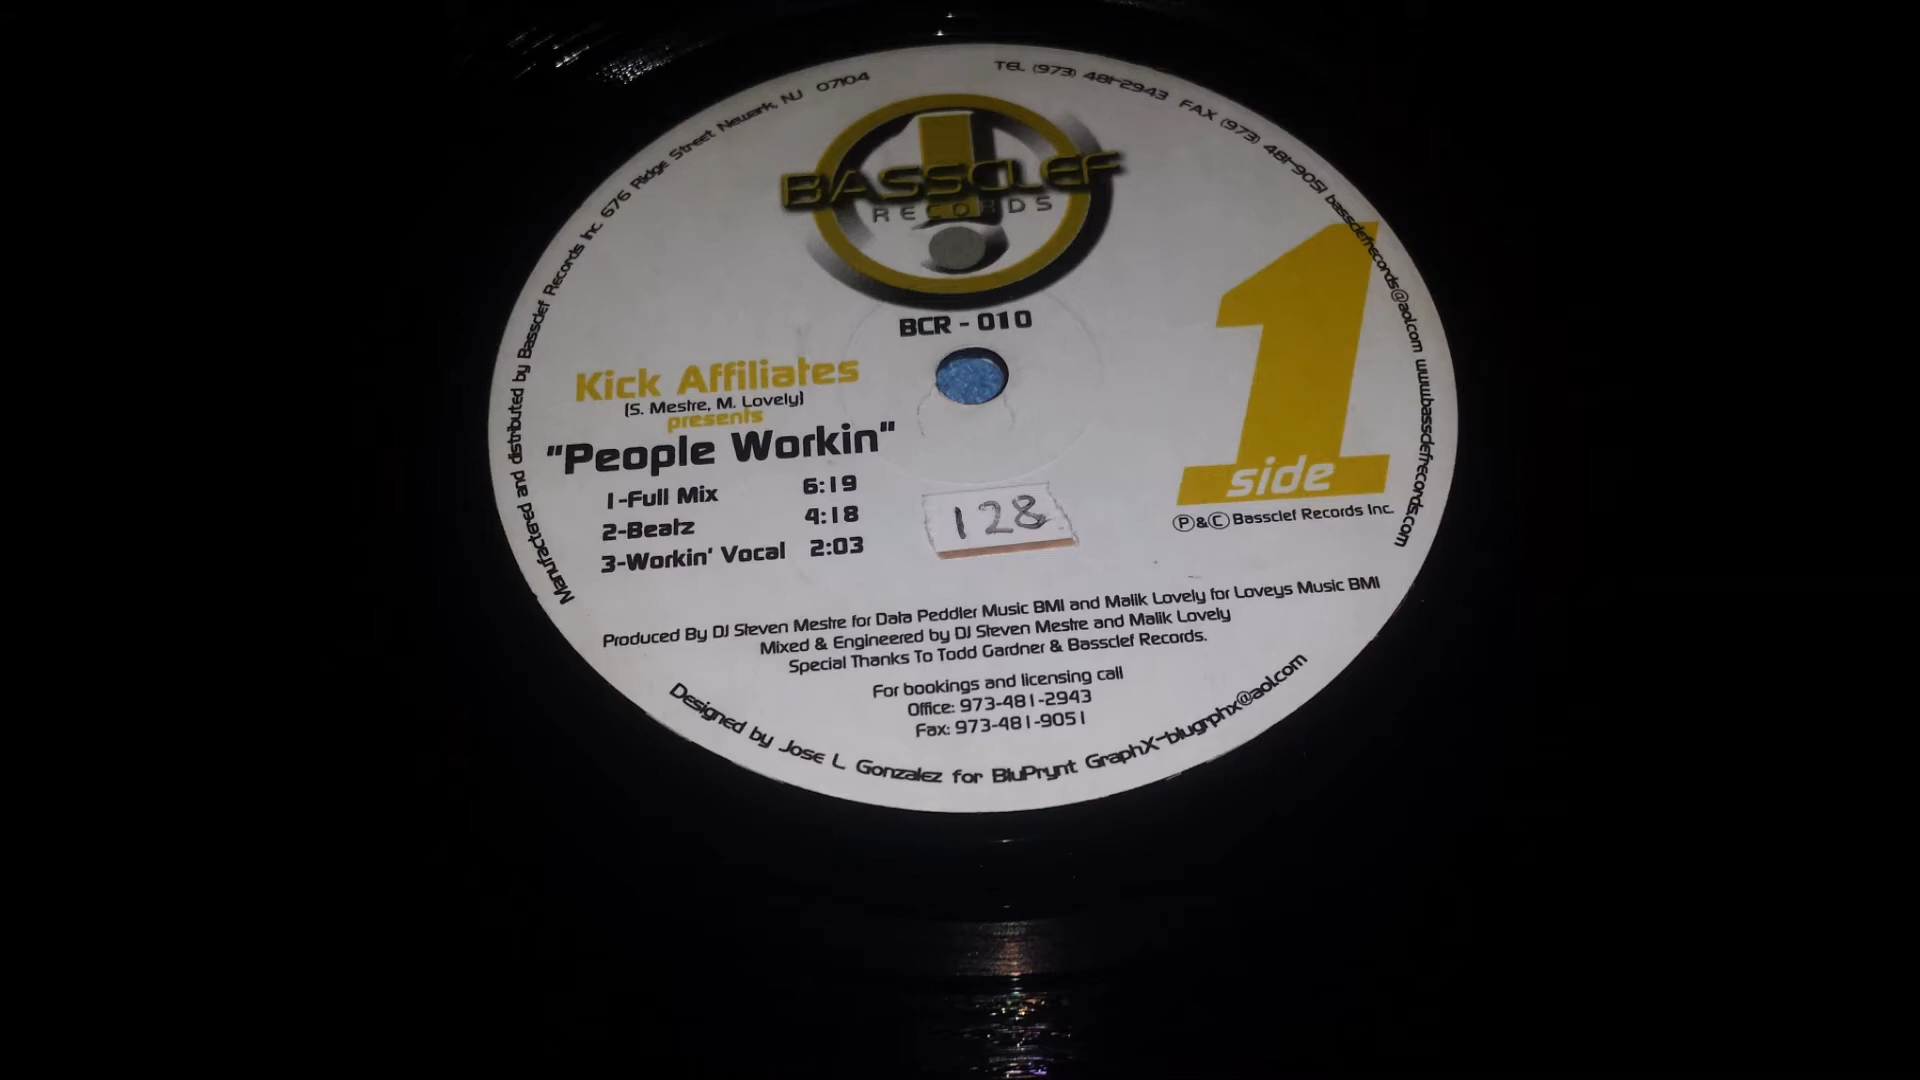 Manufactered and distributed by Bassclef Records Inc. 676 Ridge Street Newark, NJ 07104
TEL (973) 481-2943 FAX (973) 481-9051 bassclefrecords@aol.com www.bassclefrecords.com
BASSCLEF
RECORDS
BCR - 010
Kick Affiliates
(S. Mestre, M. Lovely)
presents
"People Workin"
1-Full Mix 6:19
2-Beatz 4:18
3-Workin' Vocal 2:03
128
1
side
℗&© Bassclef Records Inc.
Produced By DJ Steven Mestre for Data Peddler Music BMI and Malik Lovely for Loveys Music BMI
Mixed & Engineered by DJ Steven Mestre and Malik Lovely
Special Thanks To Todd Gardner & Bassclef Records.
For bookings and licensing call
Office: 973-481-2943
Fax: 973-481-9051
Designed by Jose L Gonzalez for BluPrynt GraphX-blugrphx@aol.com